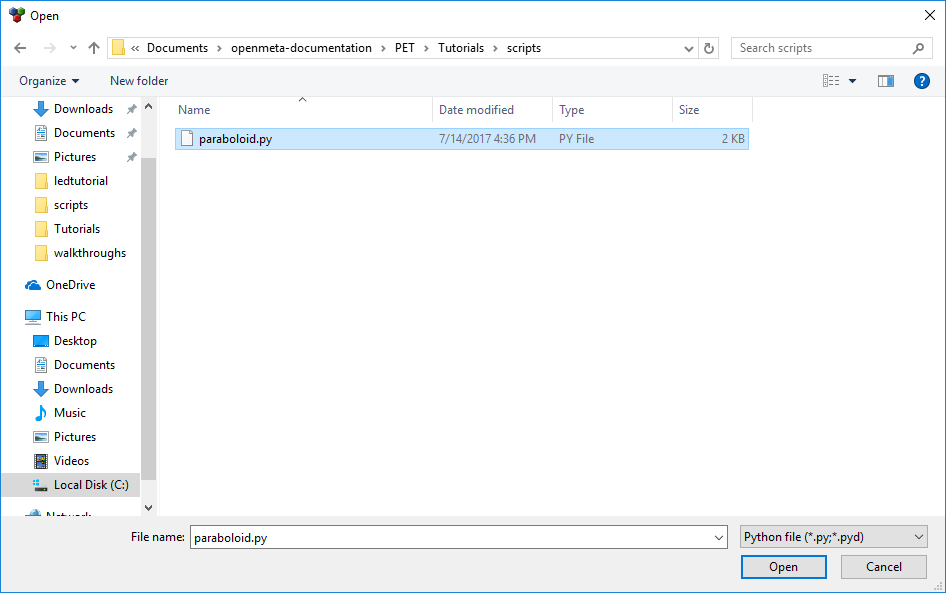 Open
« Documents › openmeta-documentation › PET › Tutorials › scripts
Search scripts
Organize
New folder
?
Name
Date modified
Type
Size
paraboloid.py
7/14/2017 4:36 PM
PY File
2 KB
Downloads
Documents
Pictures
ledtutorial
scripts
Tutorials
walkthroughs
OneDrive
This PC
Desktop
Documents
Downloads
Music
Pictures
Videos
Local Disk (C:)
Network
File name:
paraboloid.py
Python file (*.py;*.pyd)
Open
Cancel